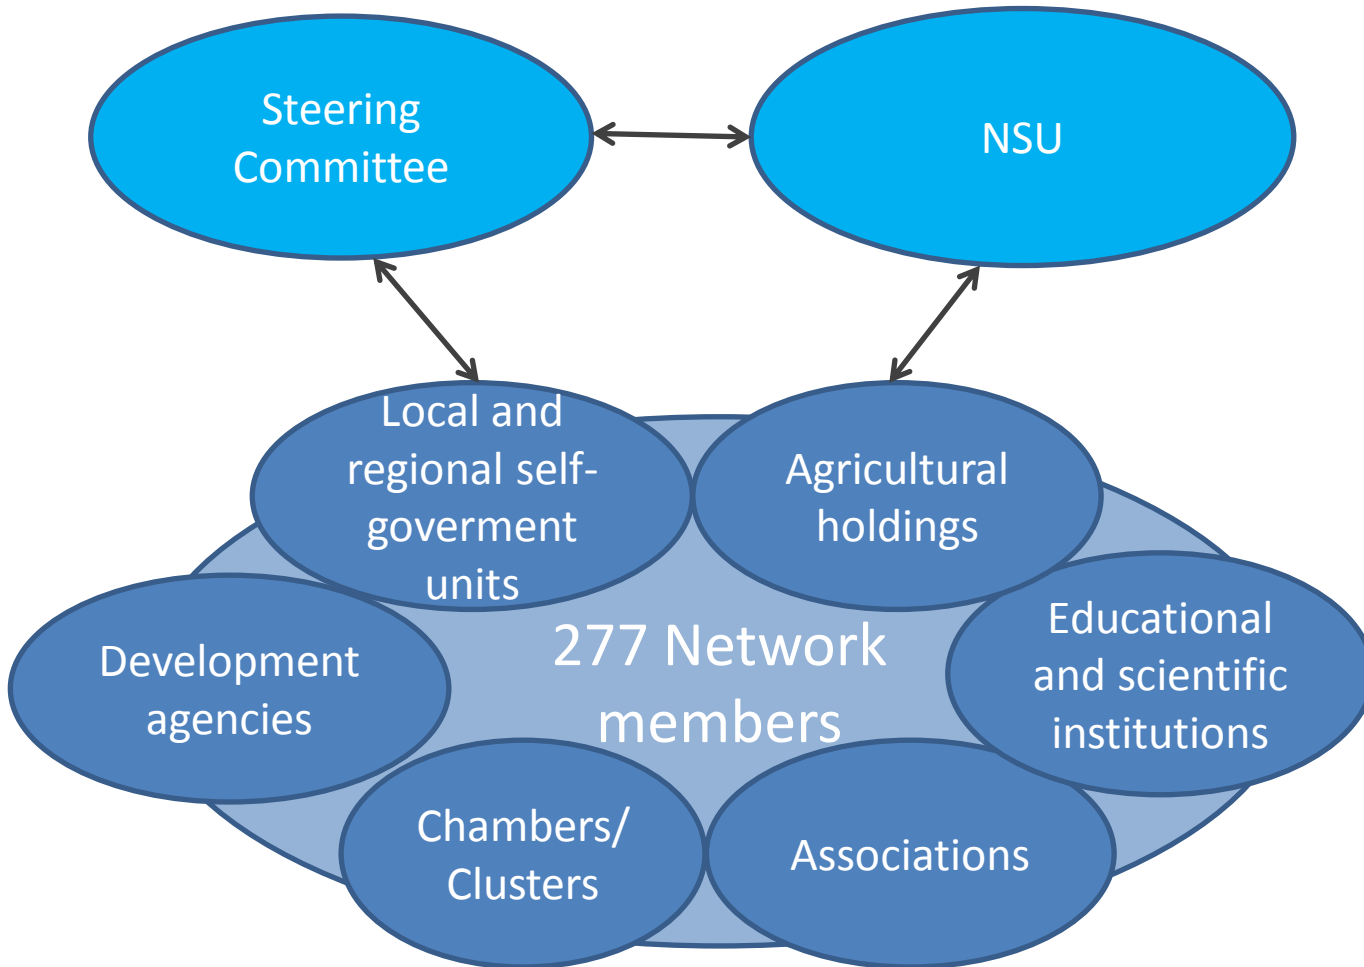 Steering
Committee
NSU
Local and
regional self-
goverment
units
Agricultural
holdings
Development
agencies
277 Network
members
Educational
and scientific
institutions
Chambers/
Clusters
Associations